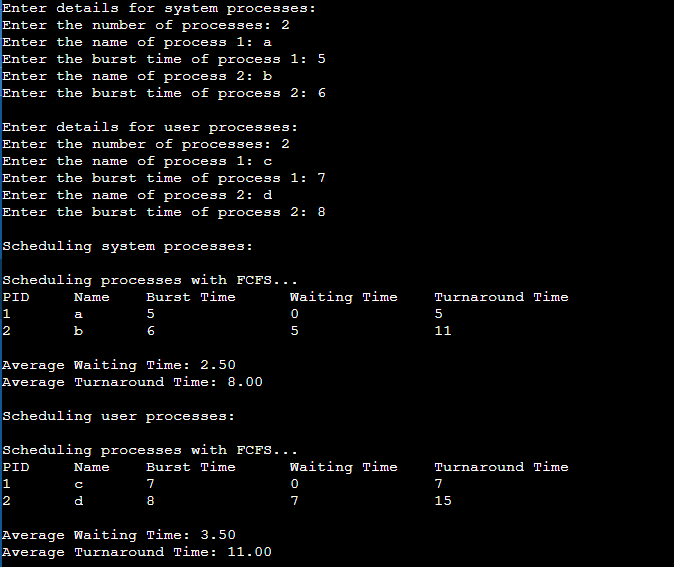 Enter details for system processes:
Enter the number of processes: 2
Enter the name of process 1: a
Enter the burst time of process 1: 5
Enter the name of process 2: b
Enter the burst time of process 2: 6
Enter details for user processes:
Enter the number of processes: 2
Enter the name of process 1: c
Enter the burst time of process 1: 7
Enter the name of process 2: d
Enter the burst time of process 2: 8
Scheduling system processes:
Scheduling processes with FCFS...
PID Name Burst Time Waiting Time Turnaround Time
1 a 5 0 5
2 b 6 5 11
Average Waiting Time: 2.50
Average Turnaround Time: 8.00
Scheduling user processes:
Scheduling processes with FCFS...
PID Name Burst Time Waiting Time Turnaround Time
1 c 7 0 7
2 d 8 7 15
Average Waiting Time: 3.50
Average Turnaround Time: 11.00